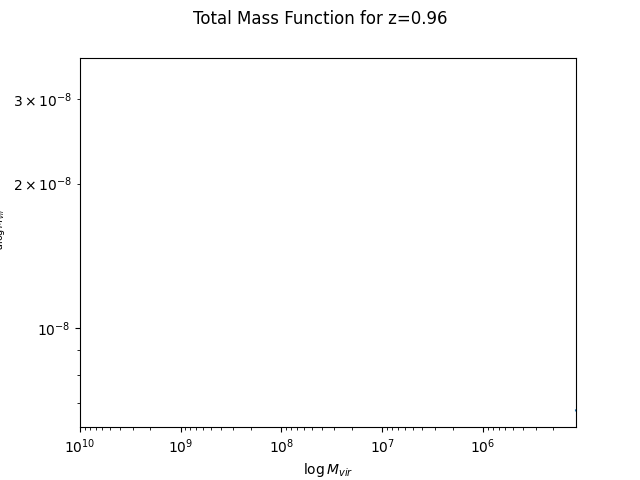 Total Mass Function for z=0.96
3 × 10⁻⁸
2 × 10⁻⁸
10⁻⁸
10¹⁰ 10⁹ 10⁸ 10⁷ 10⁶
log M_vir